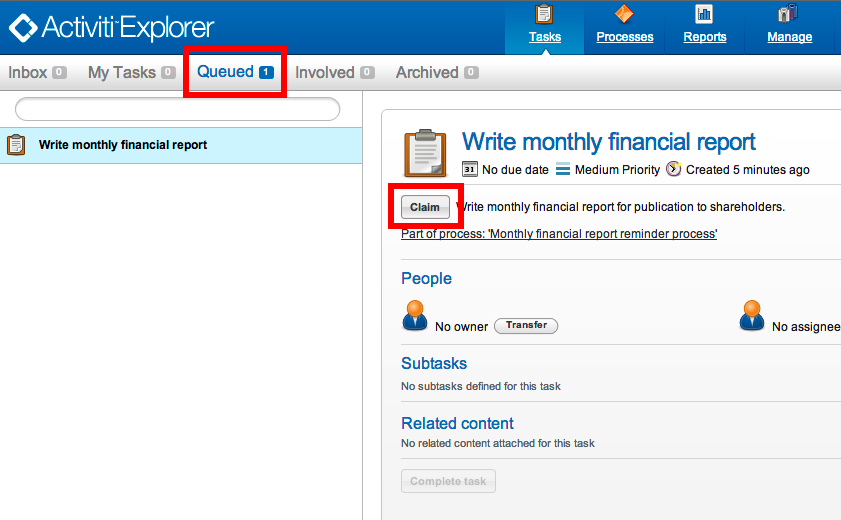 Activiti Explorer
Tasks Processes Reports Manage
Inbox 0 My Tasks 0 Queued 1 Involved 0 Archived 0
Write monthly financial report
Write monthly financial report
31 No due date Medium Priority Created 5 minutes ago
Claim Write monthly financial report for publication to shareholders.
Part of process: 'Monthly financial report reminder process'
People
No owner Transfer No assignee
Subtasks
No subtasks defined for this task
Related content
No related content attached for this task
Complete task